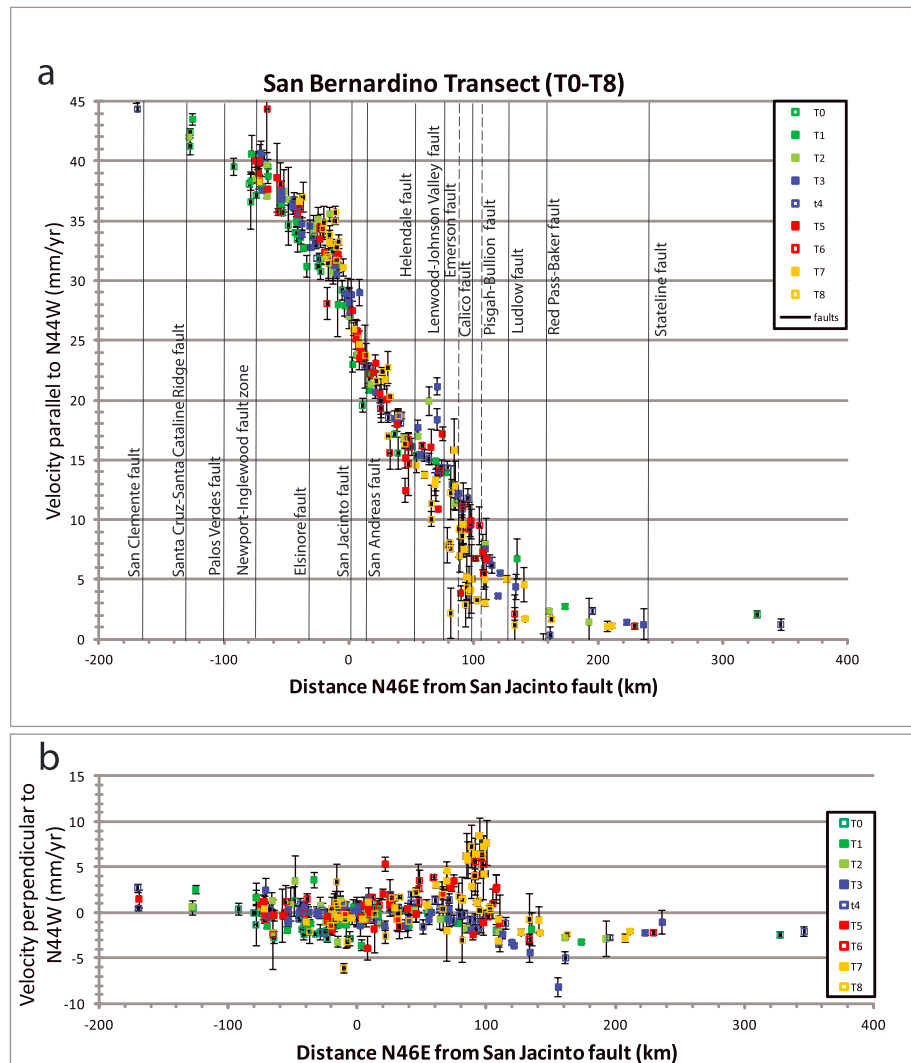 a
San Bernardino Transect (T0-T8)
Velocity parallel to N44W (mm/yr)
45
40
35
30
25
20
15
10
5
0
-200
-100
0
100
200
300
400
Distance N46E from San Jacinto fault (km)
San Clemente fault
Santa Cruz-Santa Cataline Ridge fault
Palos Verdes fault
Newport-Inglewood fault zone
Elsinore fault
San Jacinto fault
San Andreas fault
Helendale fault
Lenwood-Johnson Valley fault
Emerson fault
Calico fault
Pisgah-Bullion fault
Ludlow fault
Red Pass-Baker fault
Stateline fault
T0
T1
T2
T3
t4
T5
T6
T7
T8
faults
b
Velocity perpendicular to
N44W (mm/yr)
15
10
5
0
-5
-10
-200
-100
0
100
200
300
400
Distance N46E from San Jacinto fault (km)
T0
T1
T2
T3
t4
T5
T6
T7
T8